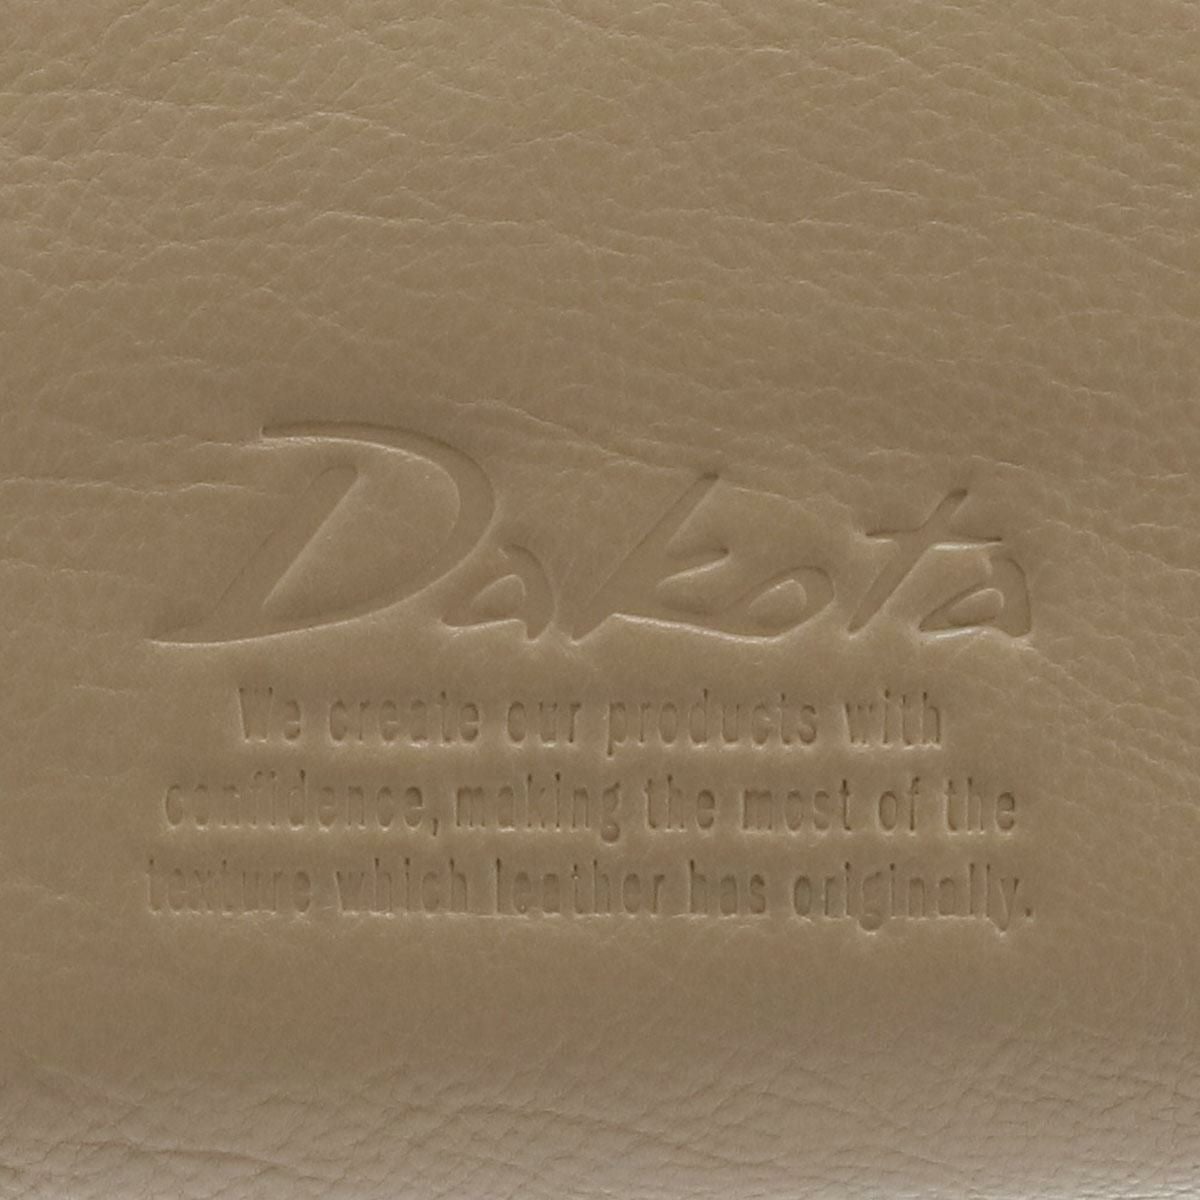 Dakota
We create our products with
confidence, making the most of the
texture which leather has originally.